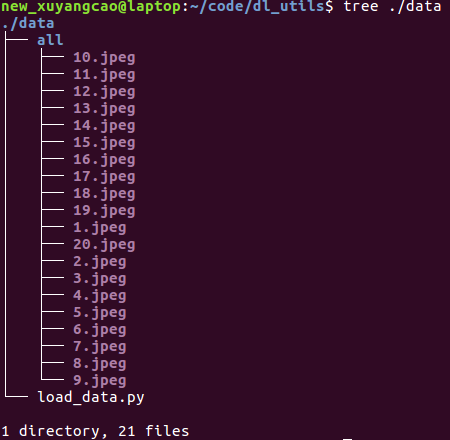 new_xuyangcao@laptop:~/code/dl_utils$ tree ./data
./data
├── all
│   ├── 10.jpeg
│   ├── 11.jpeg
│   ├── 12.jpeg
│   ├── 13.jpeg
│   ├── 14.jpeg
│   ├── 15.jpeg
│   ├── 16.jpeg
│   ├── 17.jpeg
│   ├── 18.jpeg
│   ├── 19.jpeg
│   ├── 1.jpeg
│   ├── 20.jpeg
│   ├── 2.jpeg
│   ├── 3.jpeg
│   ├── 4.jpeg
│   ├── 5.jpeg
│   ├── 6.jpeg
│   ├── 7.jpeg
│   ├── 8.jpeg
│   └── 9.jpeg
└── load_data.py
1 directory, 21 files